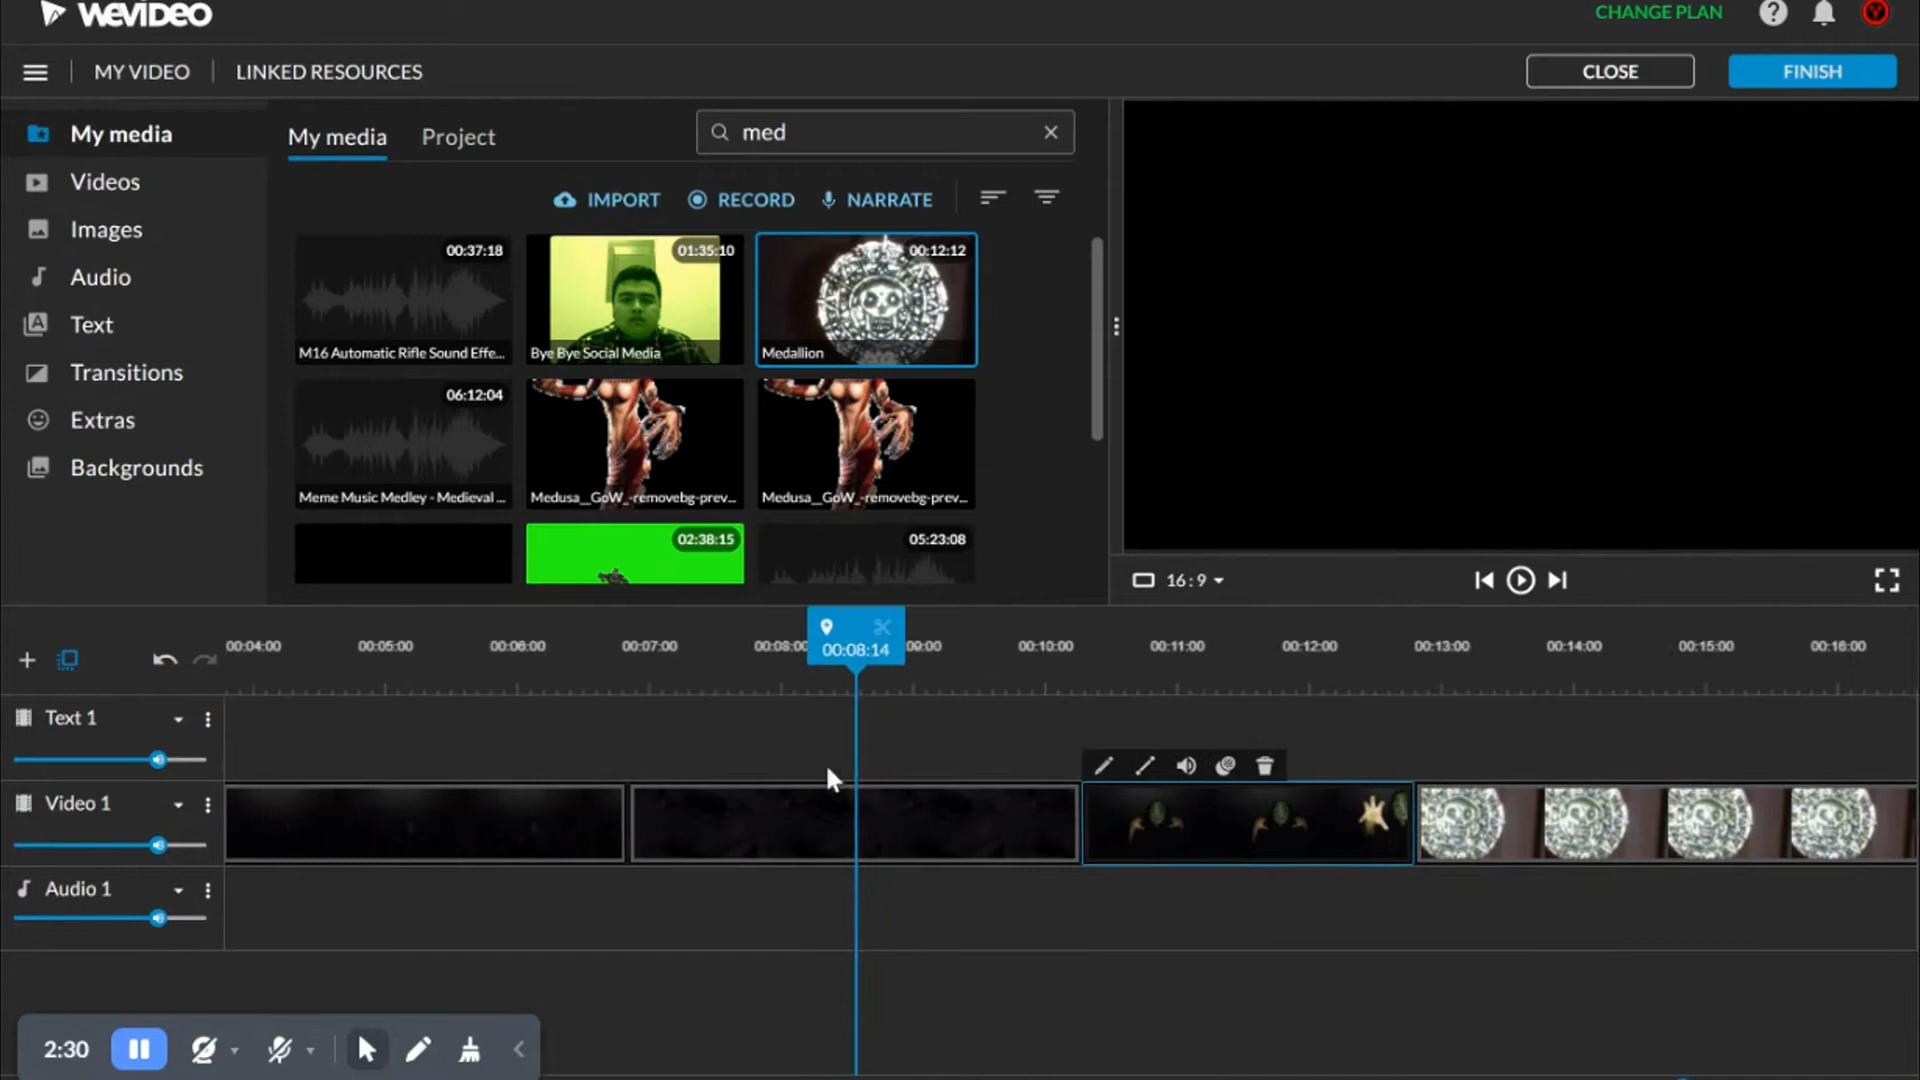 WEVIDEO
CHANGE PLAN
MY VIDEO
LINKED RESOURCES
CLOSE
FINISH
My media
Videos
Images
Audio
Text
Transitions
Extras
Backgrounds
My media
Project
med
IMPORT
RECORD
NARRATE
00:37:18
M16 Automatic Rifle Sound Effe...
01:35:10
Bye Bye Social Media
00:12:12
Medallion
06:12:04
Meme Music Medley - Medieval ...
Medusa__GoW_-removebg-prev...
Medusa__GoW_-removebg-prev...
02:38:15
05:23:08
16:9
00:04:00
00:05:00
00:06:00
00:07:00
00:08:14
00:10:00
00:11:00
00:12:00
00:13:00
00:14:00
00:15:00
00:16:00
Text 1
Video 1
Audio 1
2:30